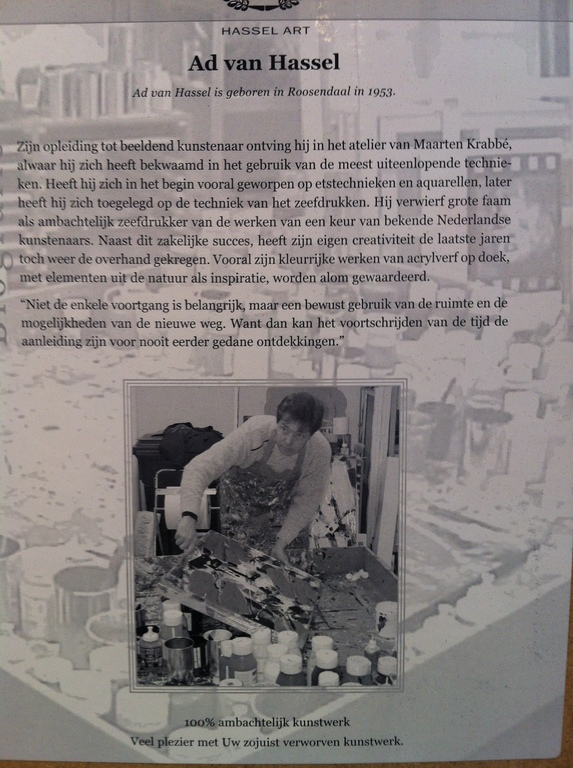 HASSEL ART
Ad van Hassel
Ad van Hassel is geboren in Roosendaal in 1953.
Zijn opleiding tot beeldend kunstenaar ontving hij in het atelier van Maarten Krabbé,
alwaar hij zich heeft bekwaamd in het gebruik van de meest uiteenlopende technie-
ken. Heeft hij zich in het begin vooral geworpen op etstechnieken en aquarellen, later
heeft hij zich toegelegd op de techniek van het zeefdrukken. Hij verwierf grote faam
als ambachtelijk zeefdrukker van de werken van een keur van bekende Nederlandse
kunstenaars. Naast dit zakelijke succes, heeft zijn eigen creativiteit de laatste jaren
toch weer de overhand gekregen. Vooral zijn kleurrijke werken van acrylverf op doek,
met elementen uit de natuur als inspiratie, worden alom gewaardeerd.
“Niet de enkele voortgang is belangrijk, maar een bewust gebruik van de ruimte en de
mogelijkheden van de nieuwe weg. Want dan kan het voortschrijden van de tijd de
aanleiding zijn voor nooit eerder gedane ontdekkingen.”
100% ambachtelijk kunstwerk
Veel plezier met Uw zojuist verworven kunstwerk.